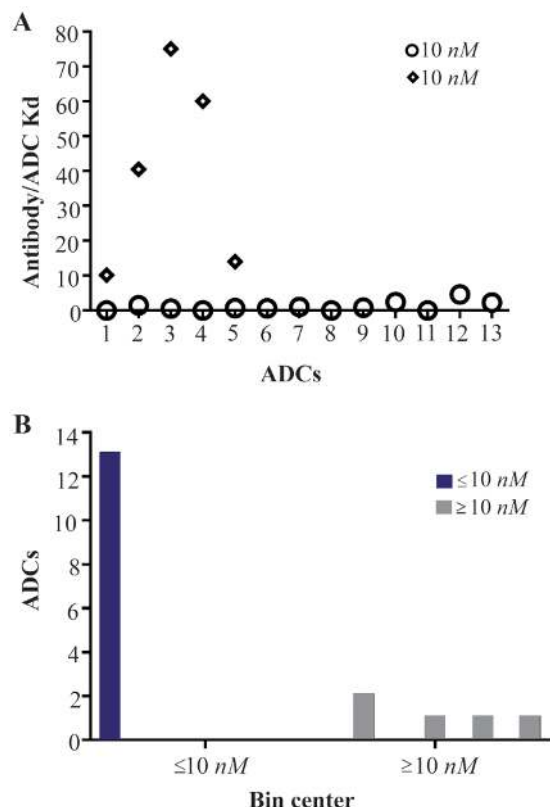 A
80
70
60
50
40
30
20
10
0
Antibody/ADC Kd
10 nM
10 nM
1 2 3 4 5 6 7 8 9 10 11 12 13
ADCs
B
14
12
10
8
6
4
2
0
ADCs
≤10 nM
≥10 nM
≤10 nM ≥10 nM
Bin center